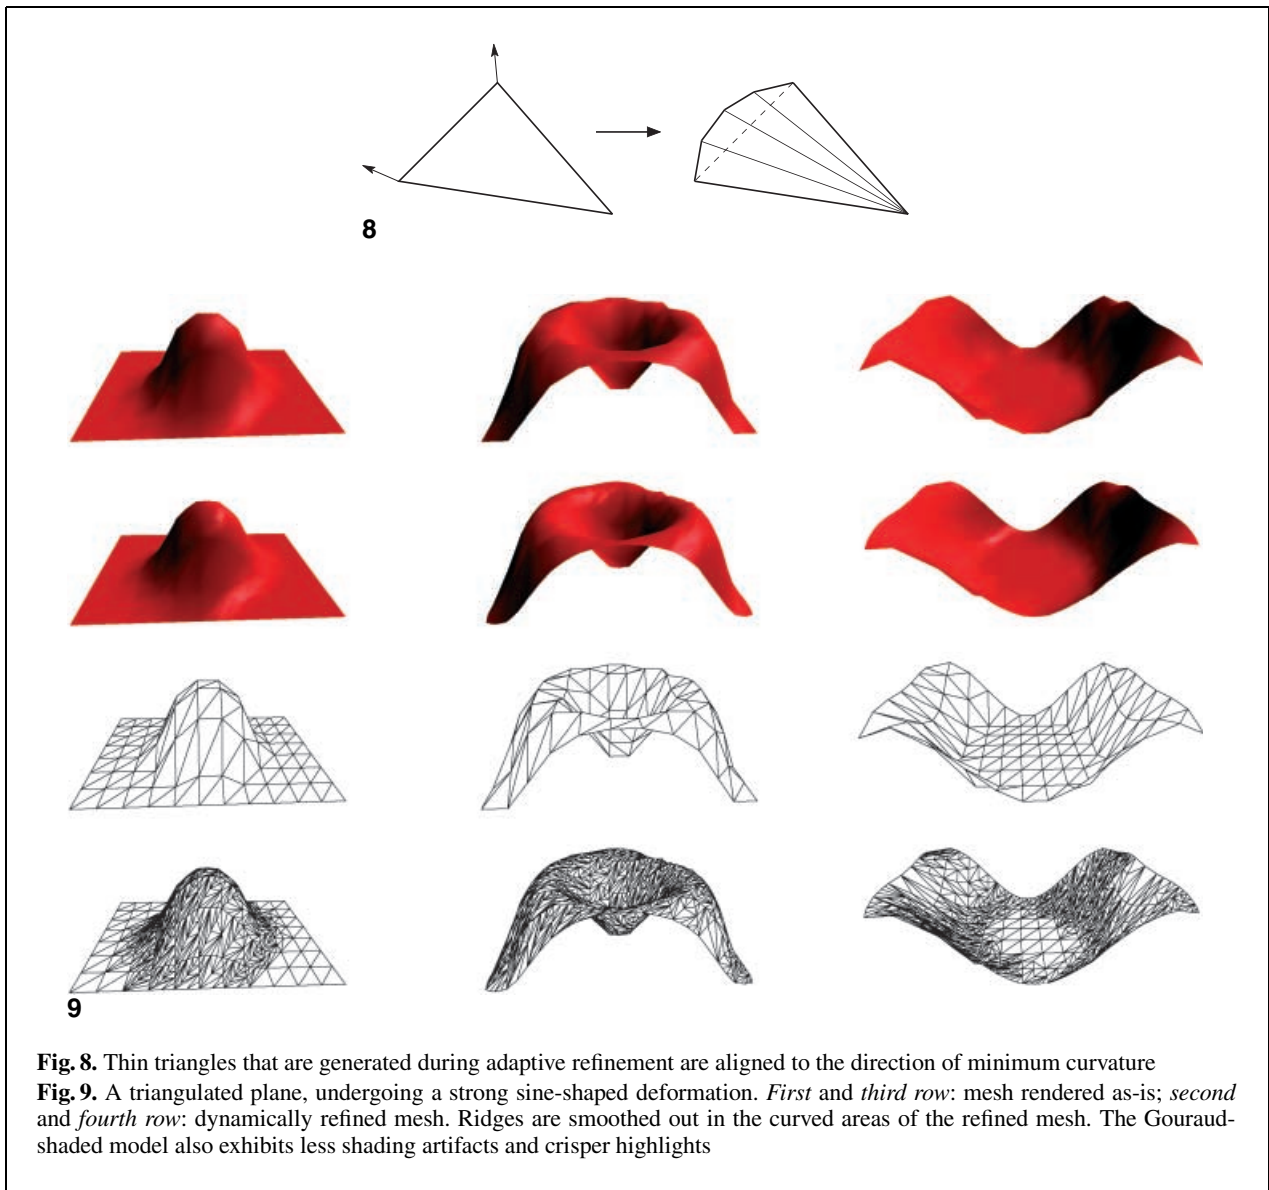 8
9
Fig. 8. Thin triangles that are generated during adaptive refinement are aligned to the direction of minimum curvature
Fig. 9. A triangulated plane, undergoing a strong sine-shaped deformation. First and third row: mesh rendered as-is; second
and fourth row: dynamically refined mesh. Ridges are smoothed out in the curved areas of the refined mesh. The Gouraud-
shaded model also exhibits less shading artifacts and crisper highlights